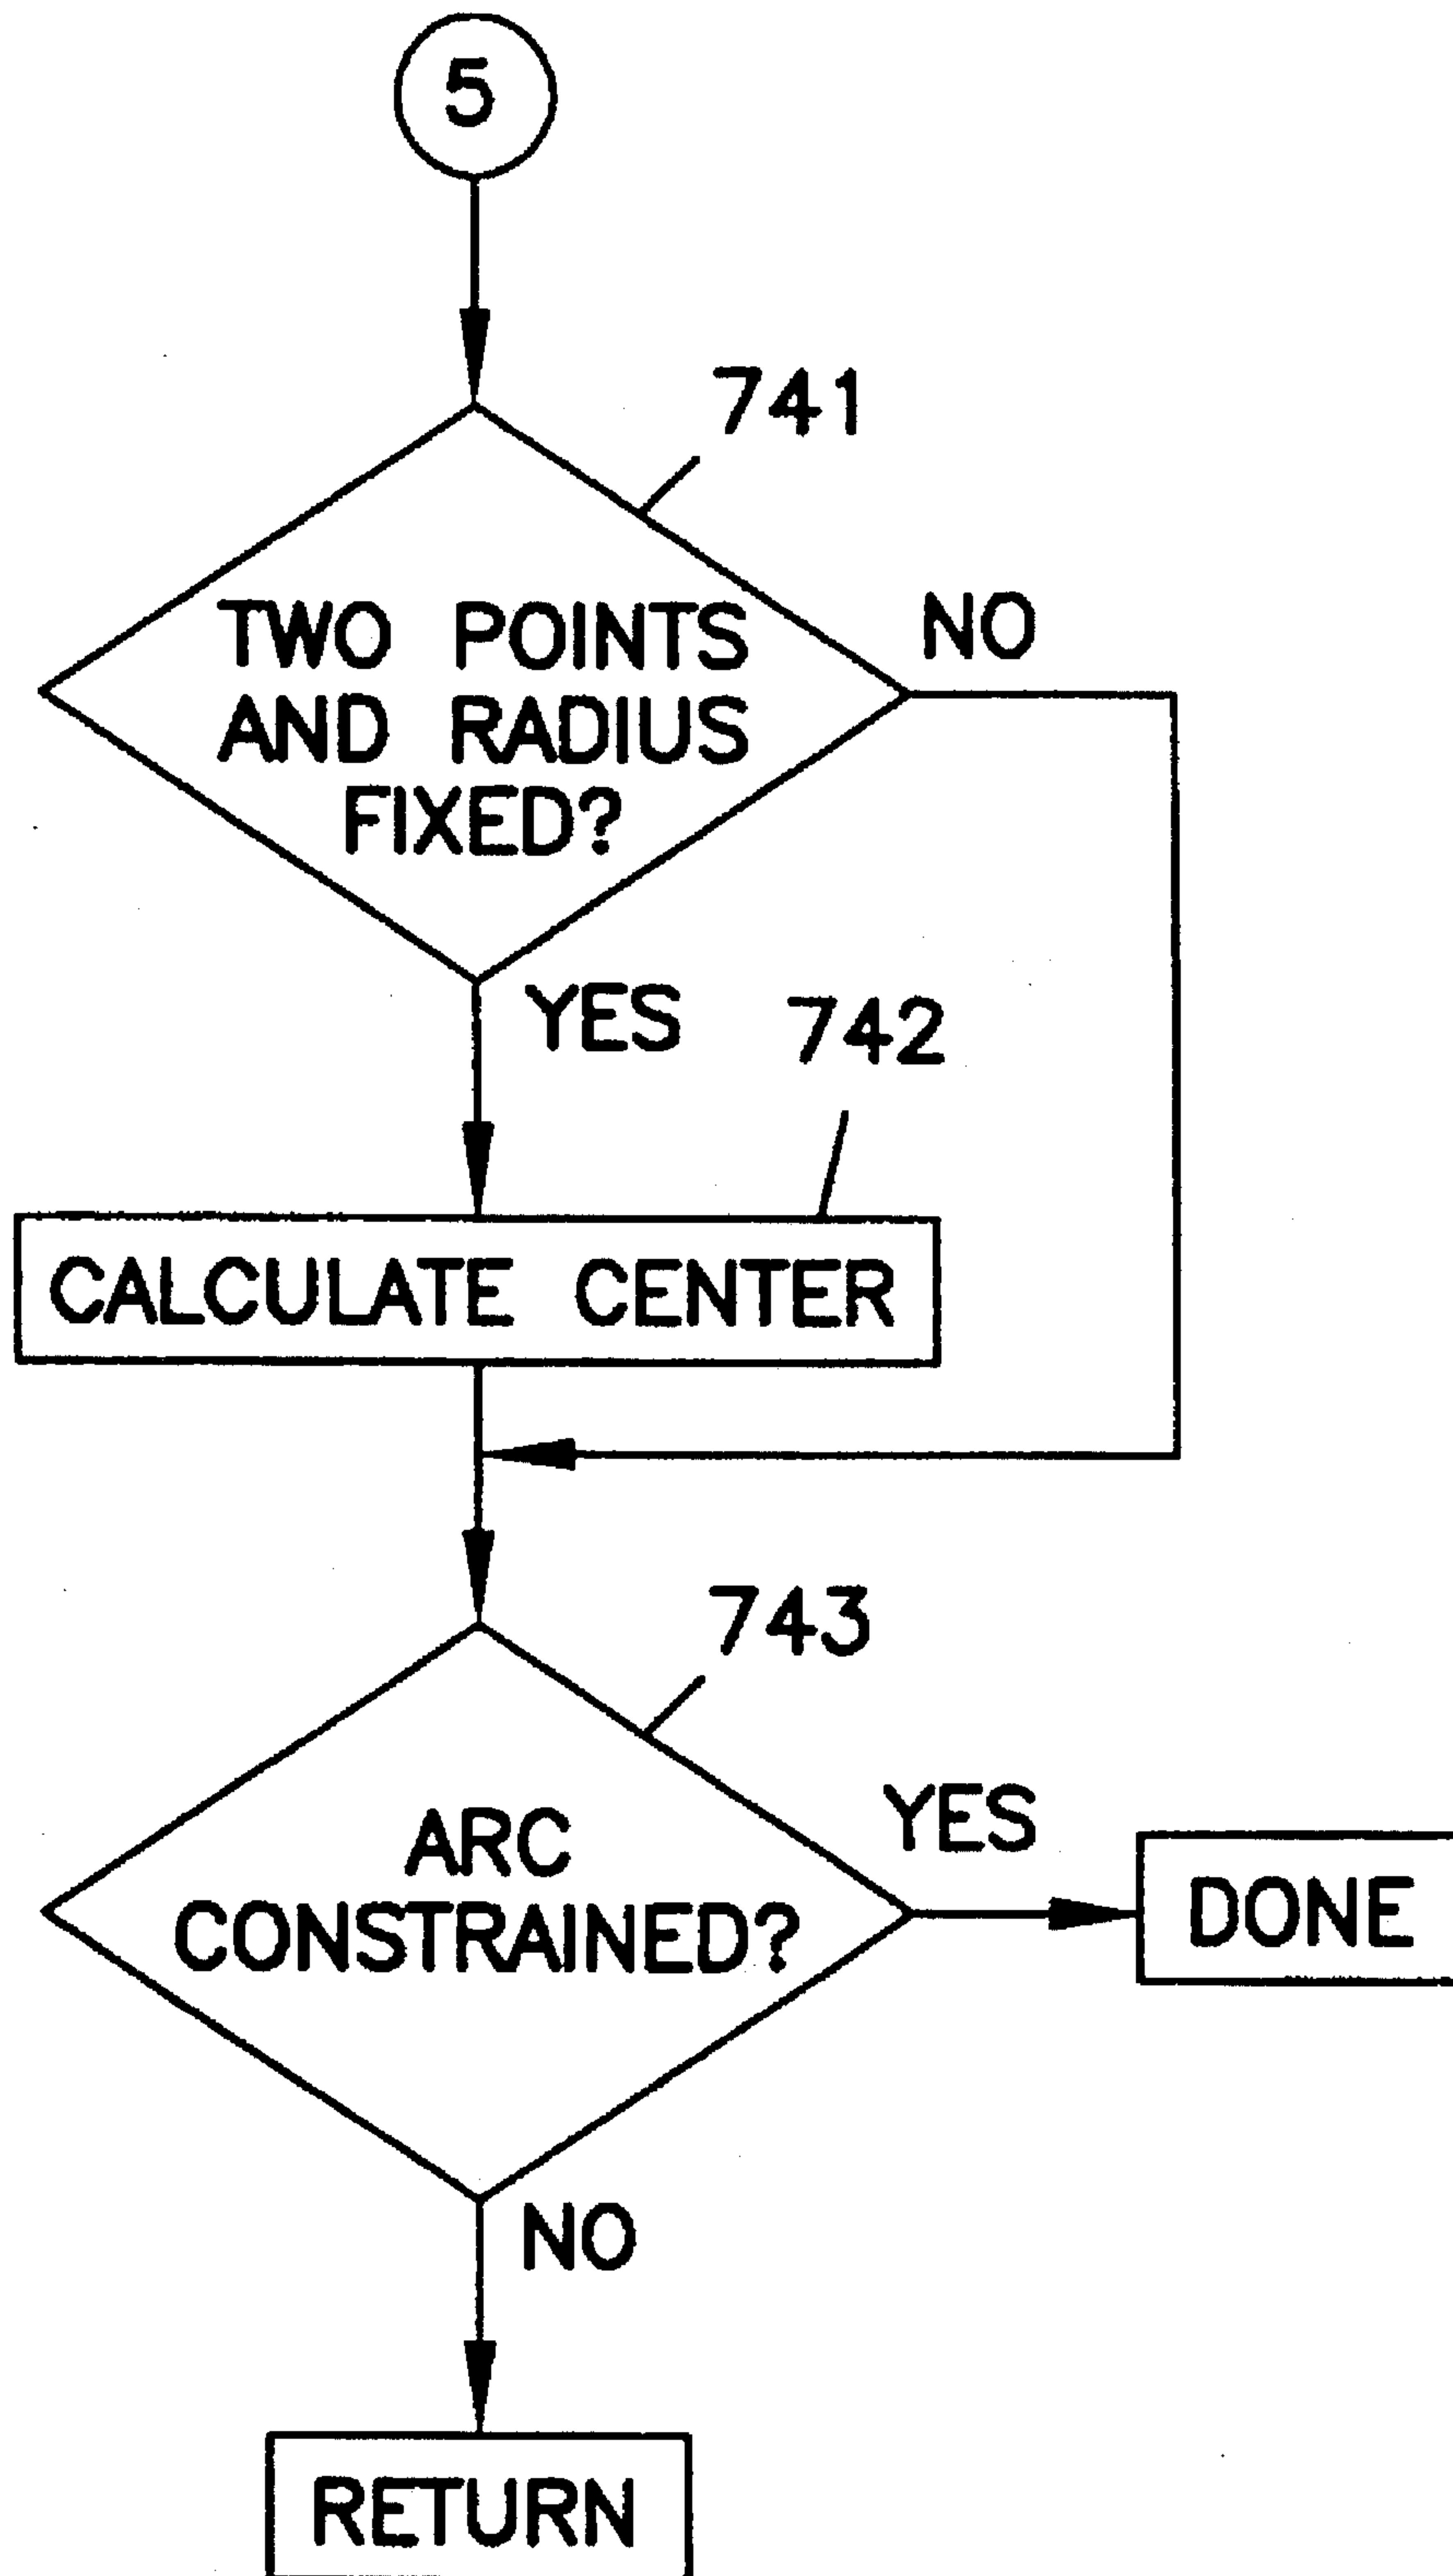 5
741
TWO POINTS
AND RADIUS
FIXED?
NO
YES
742
CALCULATE CENTER
743
ARC
CONSTRAINED?
YES
DONE
NO
RETURN